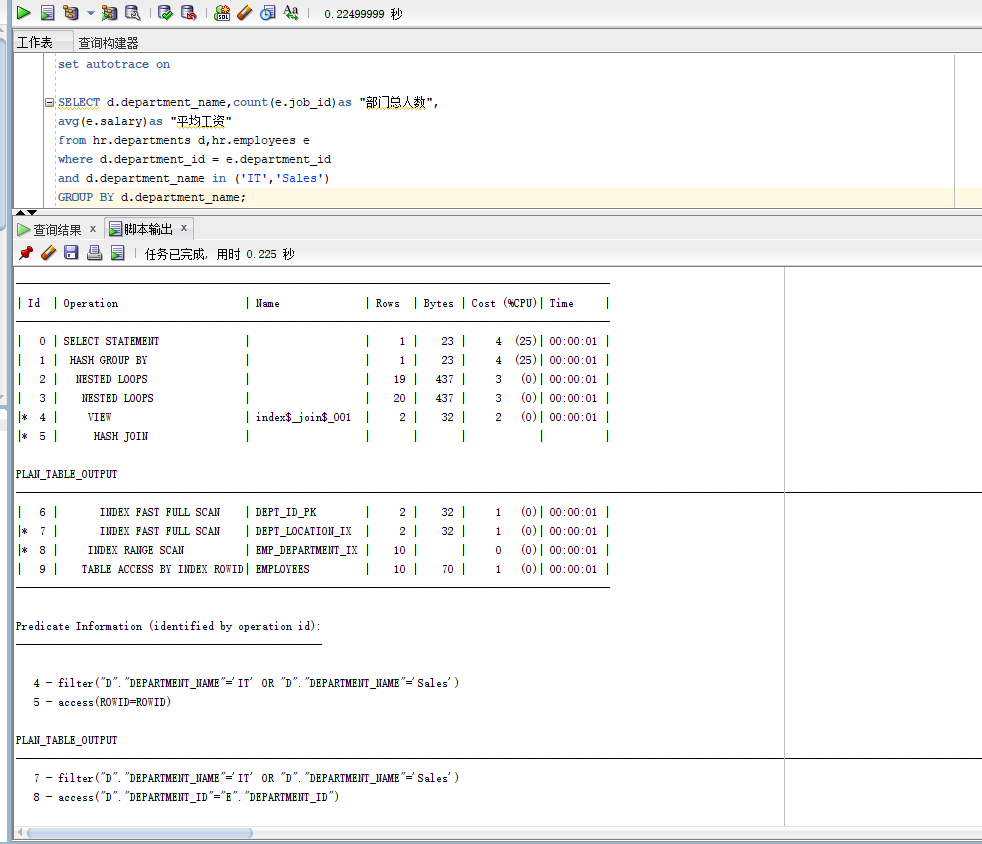 0.22499999 秒
工作表 查询构建器
set autotrace on
SELECT d.department_name,count(e.job_id)as "部门总人数",
avg(e.salary)as "平均工资"
from hr.departments d,hr.employees e
where d.department_id = e.department_id
and d.department_name in ('IT','Sales')
GROUP BY d.department_name;
查询结果 x 脚本输出 x
任务已完成, 用时 0.225 秒
| Id | Operation | Name | Rows | Bytes | Cost (%CPU)| Time |
| 0 | SELECT STATEMENT | | 1 | 23 | 4 (25)| 00:00:01 |
| 1 | HASH GROUP BY | | 1 | 23 | 4 (25)| 00:00:01 |
| 2 | NESTED LOOPS | | 19 | 437 | 3 (0)| 00:00:01 |
| 3 | NESTED LOOPS | | 20 | 437 | 3 (0)| 00:00:01 |
|* 4 | VIEW | index$_join$_001 | 2 | 32 | 2 (0)| 00:00:01 |
|* 5 | HASH JOIN | | | | | |
PLAN_TABLE_OUTPUT
| 6 | INDEX FAST FULL SCAN | DEPT_ID_PK | 2 | 32 | 1 (0)| 00:00:01 |
|* 7 | INDEX FAST FULL SCAN | DEPT_LOCATION_IX | 2 | 32 | 1 (0)| 00:00:01 |
|* 8 | INDEX RANGE SCAN | EMP_DEPARTMENT_IX | 10 | | 0 (0)| 00:00:01 |
| 9 | TABLE ACCESS BY INDEX ROWID| EMPLOYEES | 10 | 70 | 1 (0)| 00:00:01 |
Predicate Information (identified by operation id):
4 - filter("D"."DEPARTMENT_NAME"='IT' OR "D"."DEPARTMENT_NAME"='Sales')
5 - access(ROWID=ROWID)
PLAN_TABLE_OUTPUT
7 - filter("D"."DEPARTMENT_NAME"='IT' OR "D"."DEPARTMENT_NAME"='Sales')
8 - access("D"."DEPARTMENT_ID"="E"."DEPARTMENT_ID")